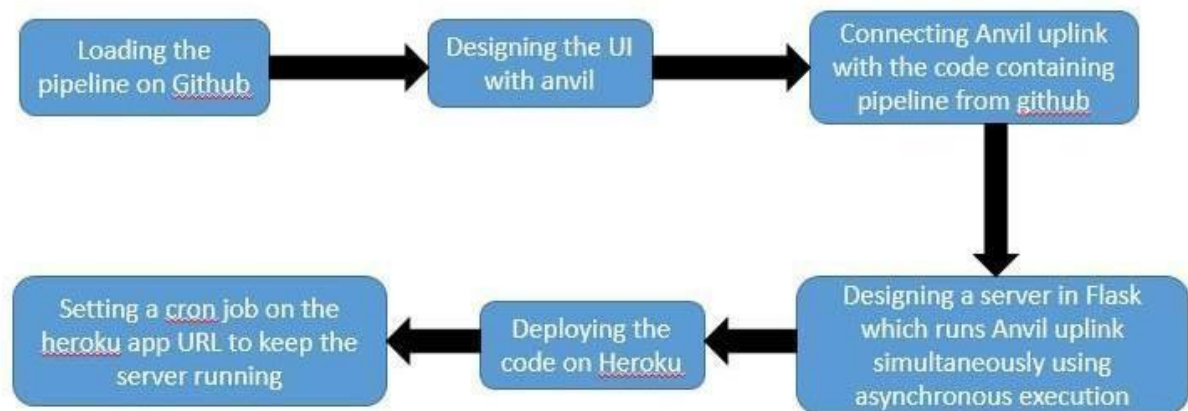 Loading the
pipeline on Github
Designing the UI
with anvil
Connecting Anvil uplink
with the code containing
pipeline from github
Designing a server in Flask
which runs Anvil uplink
simultaneously using
asynchronous execution
Deploying the
code on Heroku
Setting a cron job on the
heroku app URL to keep the
server running